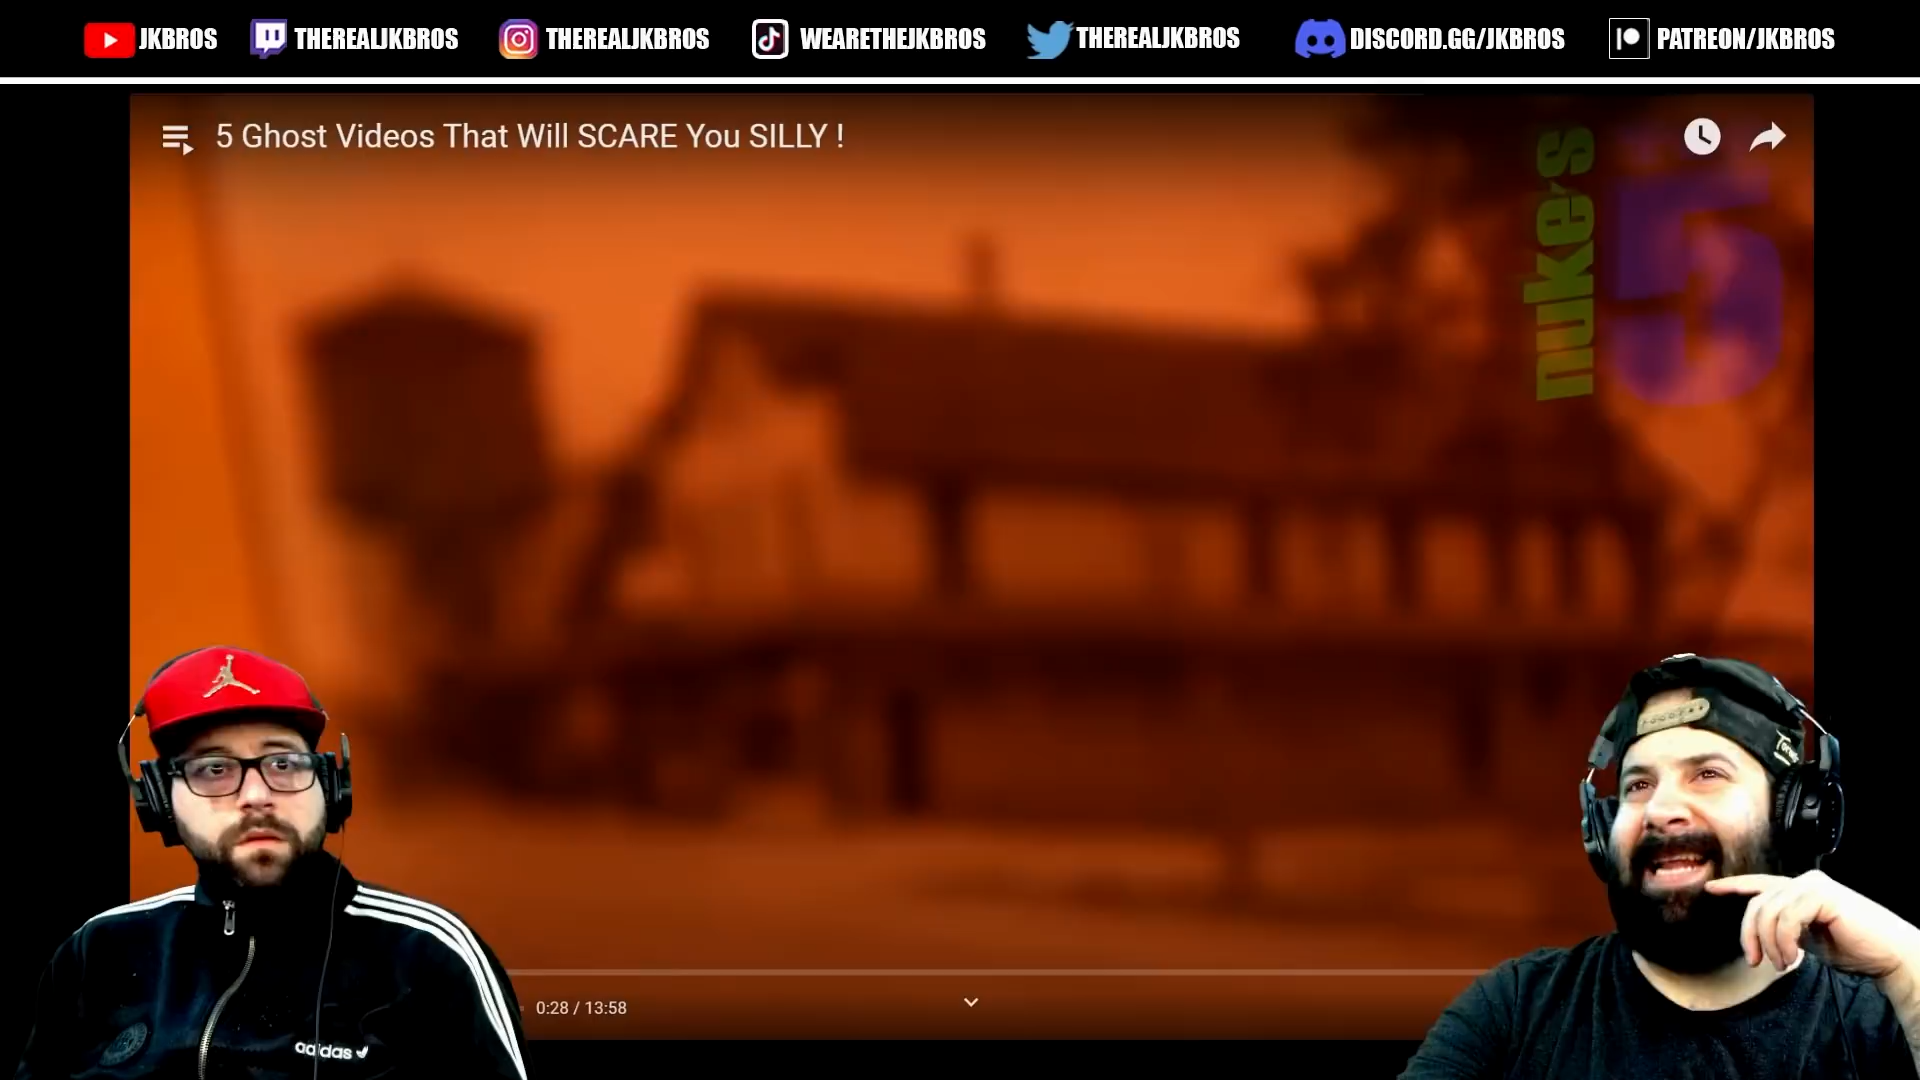 JKBROS
THEREALJKBROS
THEREALJKBROS
WEARETHEJKBROS
THEREALJKBROS
DISCORD.GG/JKBROS
PATREON/JKBROS
5 Ghost Videos That Will SCARE You SILLY !
nuke's
5
adidas
0:28 / 13:58